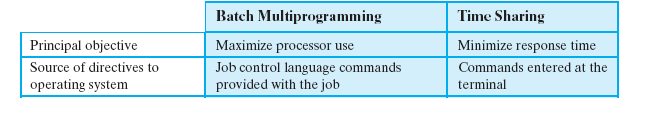 Batch Multiprogramming Time Sharing
Principal objective Maximize processor use Minimize response time
Source of directives to Job control language commands Commands entered at the
operating system provided with the job terminal